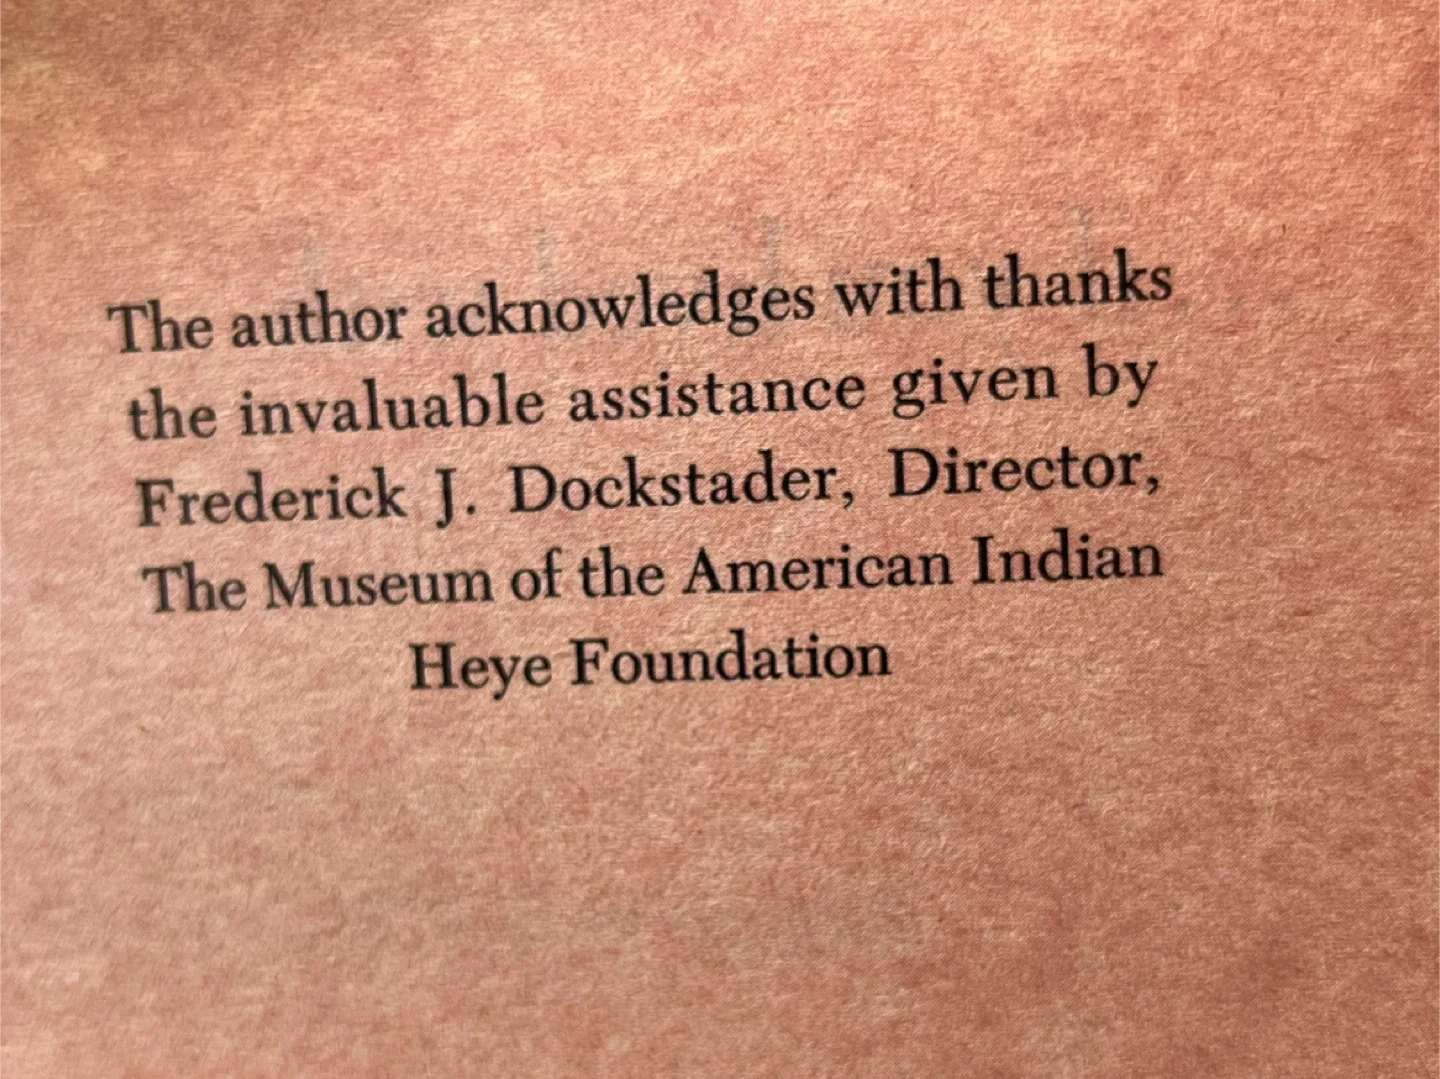 The author acknowledges with thanks
the invaluable assistance given by
Frederick J. Dockstader, Director,
The Museum of the American Indian
Heye Foundation